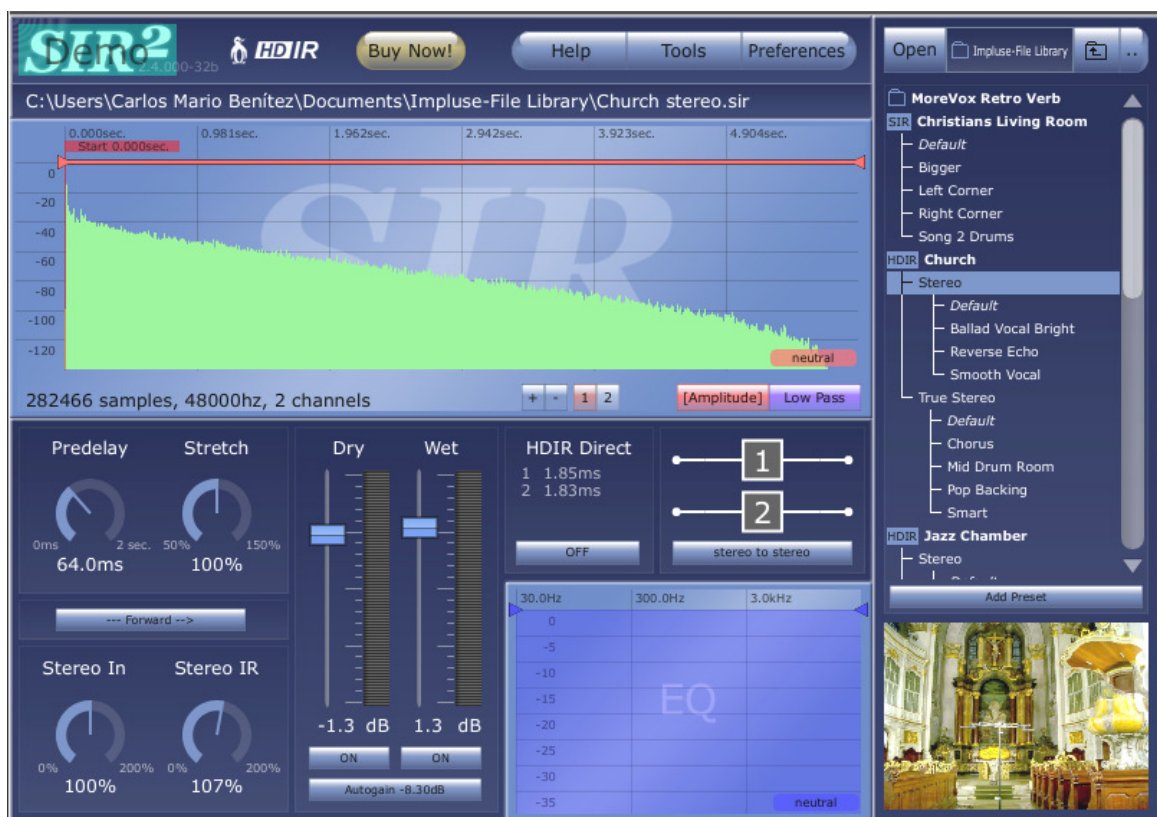 SIR2 Demo 2.4.000-32b HDIR Buy Now! Help Tools Preferences
C:\Users\Carlos Mario Benítez\Documents\Impluse-File Library\Church stereo.sir
0.000sec. 0.981sec. 1.962sec. 2.942sec. 3.923sec. 4.904sec.
Start 0.000sec.
SIR
0
-20
-40
-60
-80
-100
-120
neutral
282466 samples, 48000hz, 2 channels + - 1 2 [Amplitude] Low Pass
Predelay Stretch
0ms 2 sec. 50% 150%
64.0ms 100%
--- Forward -->
Stereo In Stereo IR
0% 200% 0% 200%
100% 107%
Dry Wet
-1.3 dB 1.3 dB
ON ON
Autogain -8.30dB
HDIR Direct
1 1.85ms
2 1.83ms
OFF
1
2
stereo to stereo
30.0Hz 300.0Hz 3.0kHz
0
-5
-10
-15
-20
-25
-30
-35
EQ
neutral
Open Impluse-File Library ..
MoreVox Retro Verb
SIR Christians Living Room
Default
Bigger
Left Corner
Right Corner
Song 2 Drums
HDIR Church
Stereo
Default
Ballad Vocal Bright
Reverse Echo
Smooth Vocal
True Stereo
Default
Chorus
Mid Drum Room
Pop Backing
Smart
HDIR Jazz Chamber
Stereo
Add Preset